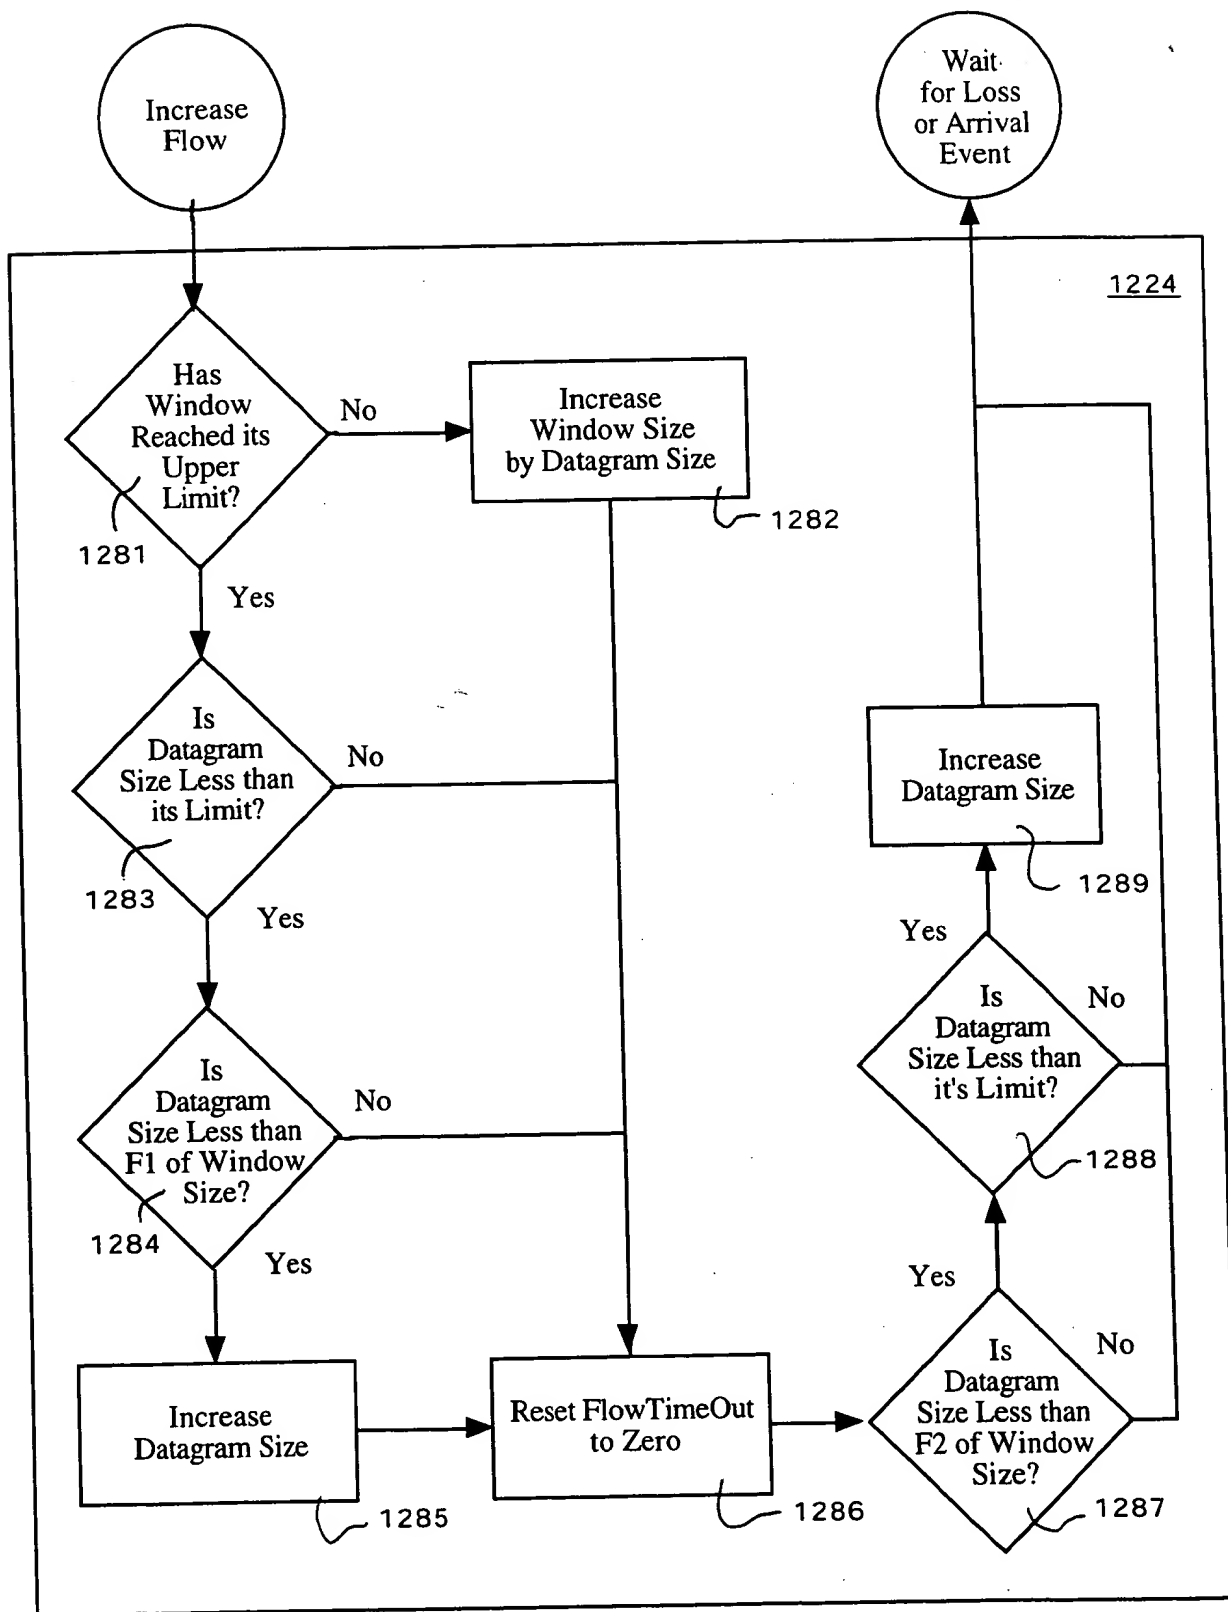 Increase
Flow
Wait
for Loss
or Arrival
Event
1224
Has
Window
Reached its
Upper
Limit?
1281
No
Increase
Window Size
by Datagram Size
1282
Yes
Is
Datagram
Size Less than
its Limit?
1283
No
Yes
Is
Datagram
Size Less than
F1 of Window
Size?
1284
No
Yes
Increase
Datagram Size
1285
Reset FlowTimeOut
to Zero
1286
Is
Datagram
Size Less than
F2 of Window
Size?
1287
No
Yes
Is
Datagram
Size Less than
it's Limit?
1288
No
Yes
Increase
Datagram Size
1289